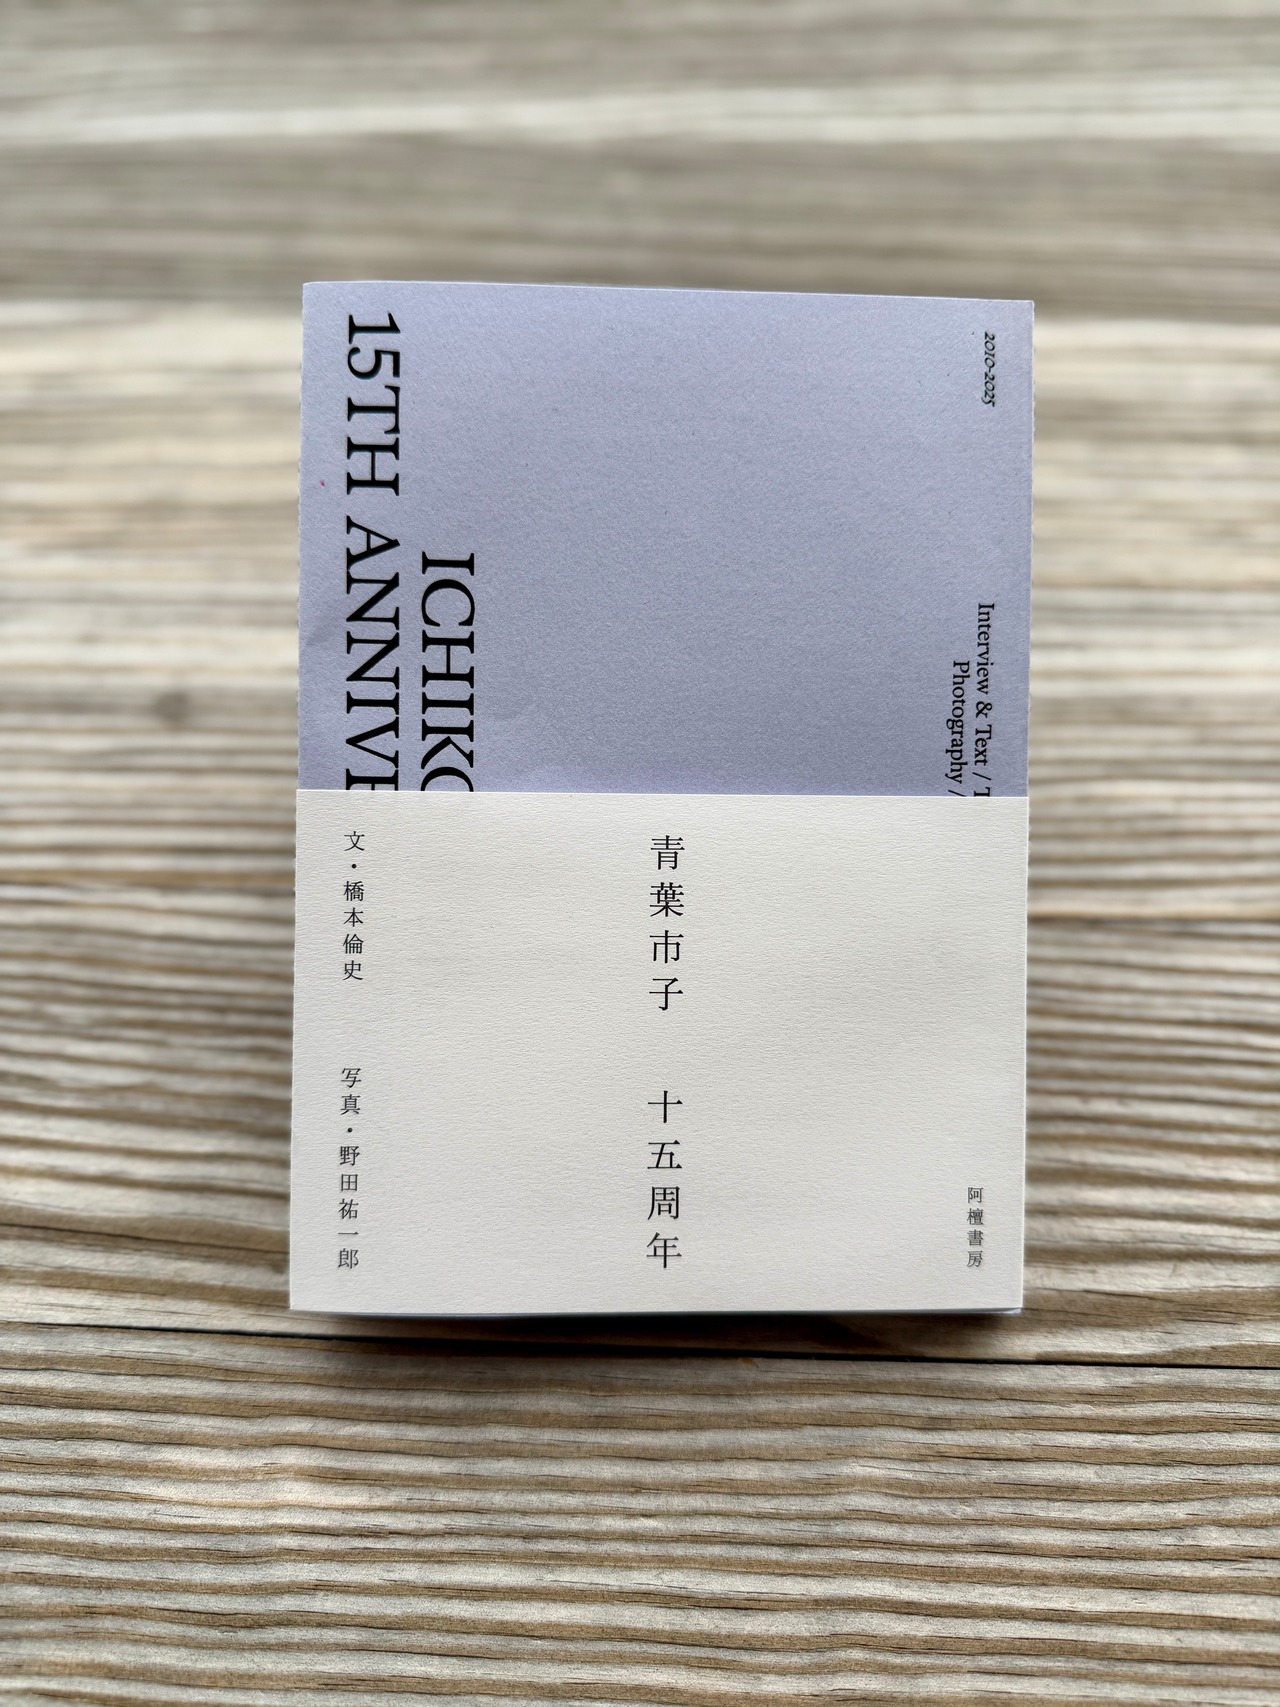 15TH ANNIVE
ICHIKO
2010-2025
Interview & Text / T
Photography /
青葉市子 十五周年
文・橋本倫史 写真・野田祐一郎
阿檀書房